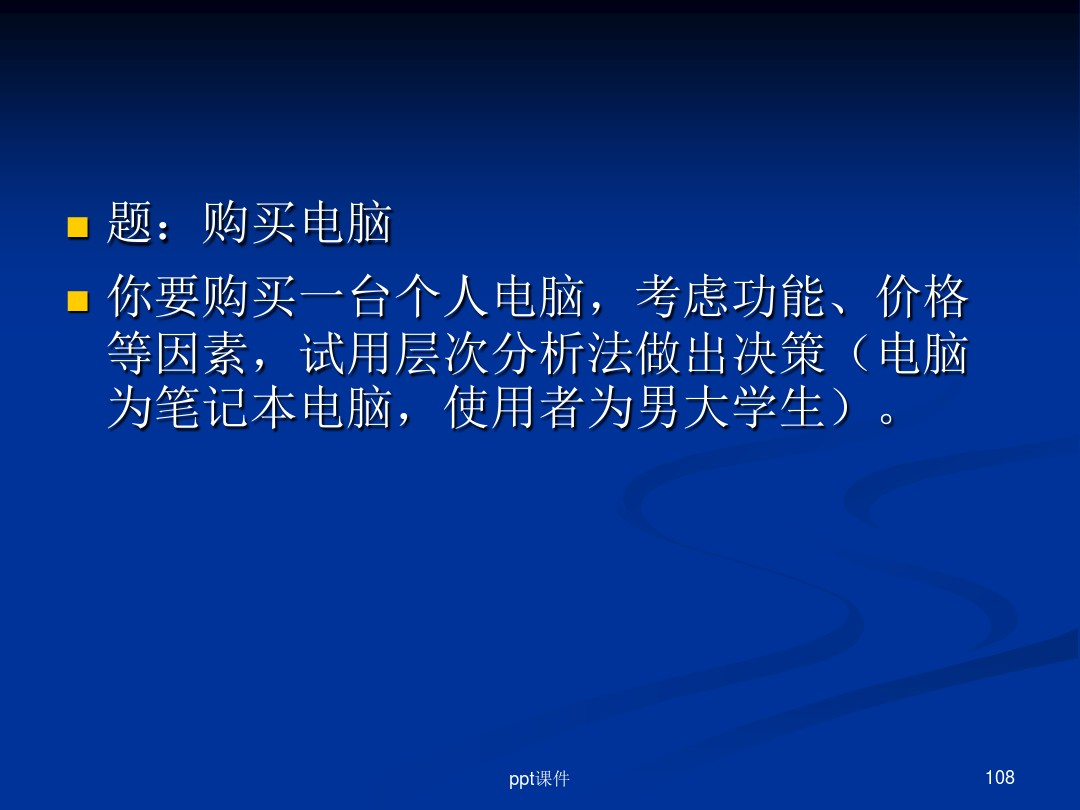 题：购买电脑
你要购买一台个人电脑，考虑功能、价格
等因素，试用层次分析法做出决策（电脑
为笔记本电脑，使用者为男大学生）。
ppt课件
108